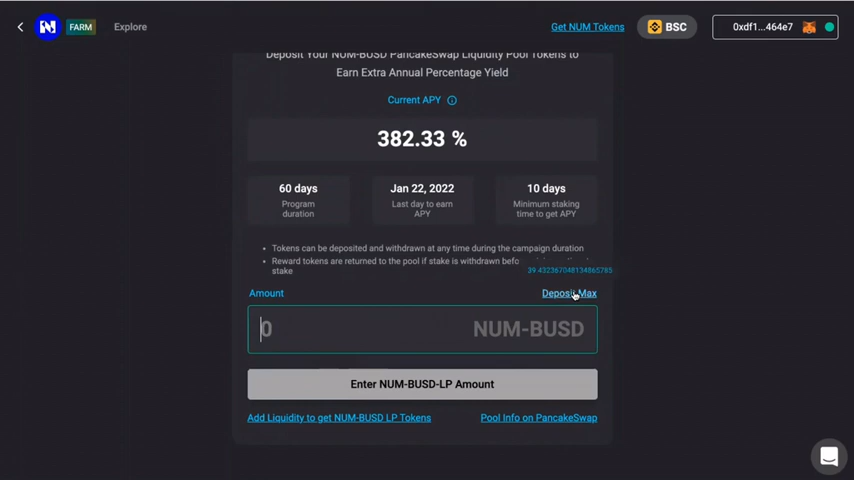 FARM
Explore
Get NUM Tokens
BSC
0xdf1...464e7
Deposit Your NUM-BUSD PancakeSwap Liquidity Pool Tokens to
Earn Extra Annual Percentage Yield
Current APY
382.33 %
60 days
Program
duration
Jan 22, 2022
Last day to earn
APY
10 days
Minimum staking
time to get APY
Tokens can be deposited and withdrawn at any time during the campaign duration
Reward tokens are returned to the pool if stake is withdrawn
stake
39.432367048134865785
Amount
Deposit Max
0
NUM-BUSD
Enter NUM-BUSD-LP Amount
Add Liquidity to get NUM-BUSD LP Tokens
Pool Info on PancakeSwap